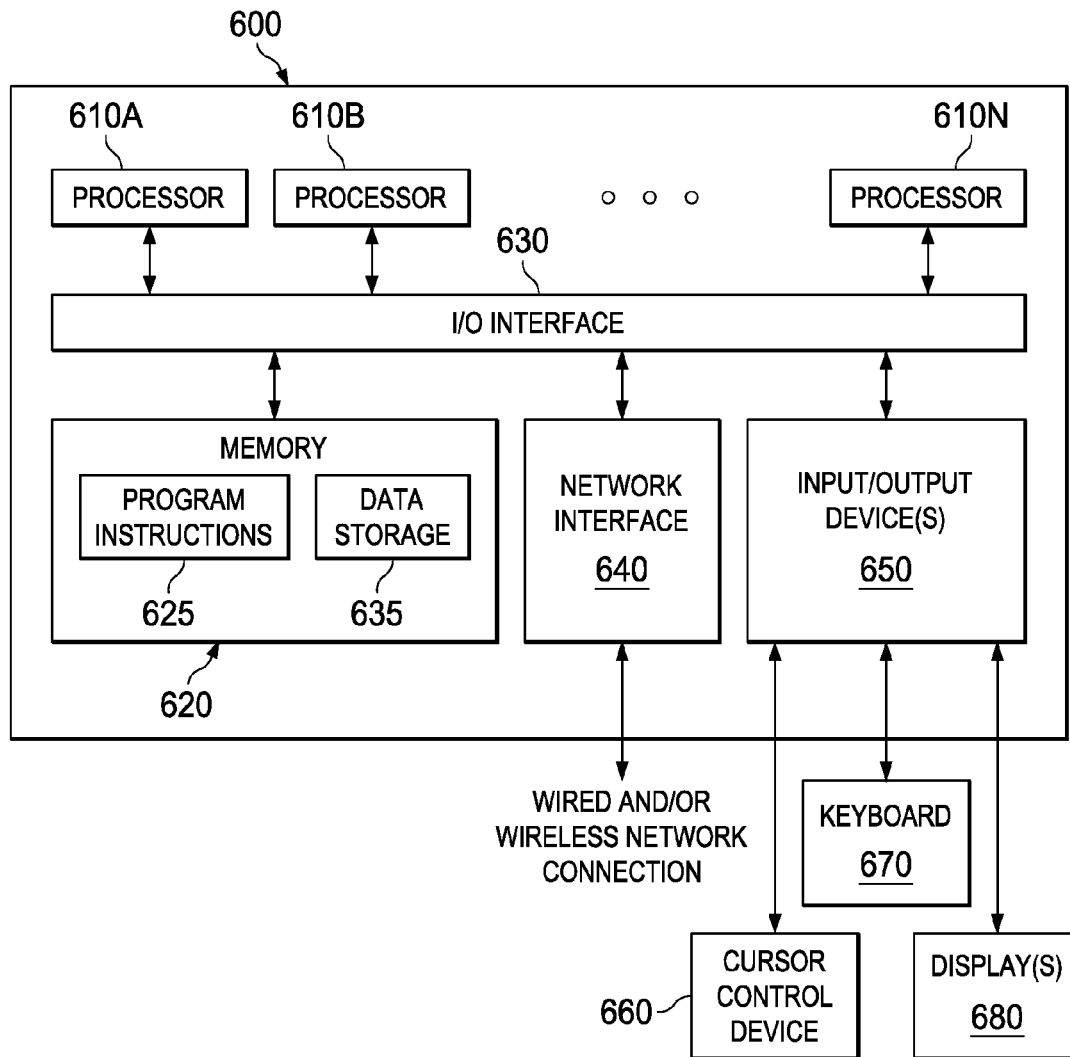 600
610A
610B
610N
PROCESSOR
PROCESSOR
PROCESSOR
630
I/O INTERFACE
MEMORY
PROGRAM
INSTRUCTIONS
625
DATA
STORAGE
635
620
NETWORK
INTERFACE
640
INPUT/OUTPUT
DEVICE(S)
650
WIRED AND/OR
WIRELESS NETWORK
CONNECTION
KEYBOARD
670
660
CURSOR
CONTROL
DEVICE
DISPLAY(S)
680